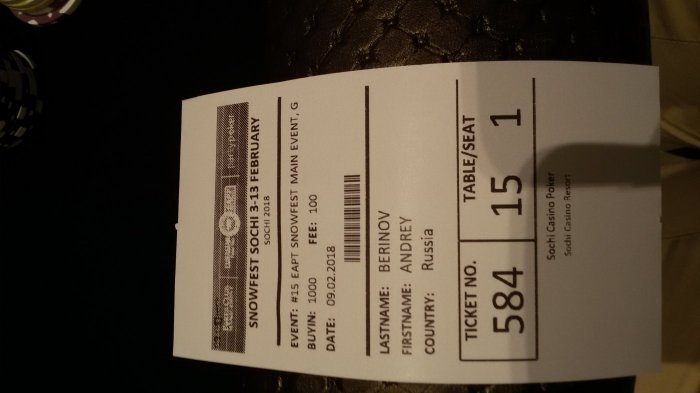 partypoker
SNOWFEST SOCHI 3-13 FEBRUARY
SOCHI 2018
EVENT: #15 EAPT SNOWFEST MAIN EVENT, G
BUYIN: 1000 FEE: 100
DATE: 09.02.2018
LASTNAME: BERINOV
FIRSTNAME: ANDREY
COUNTRY: Russia
TICKET NO. TABLE/SEAT
584 15 1
Sochi Casino Poker
Sochi Casino Resort